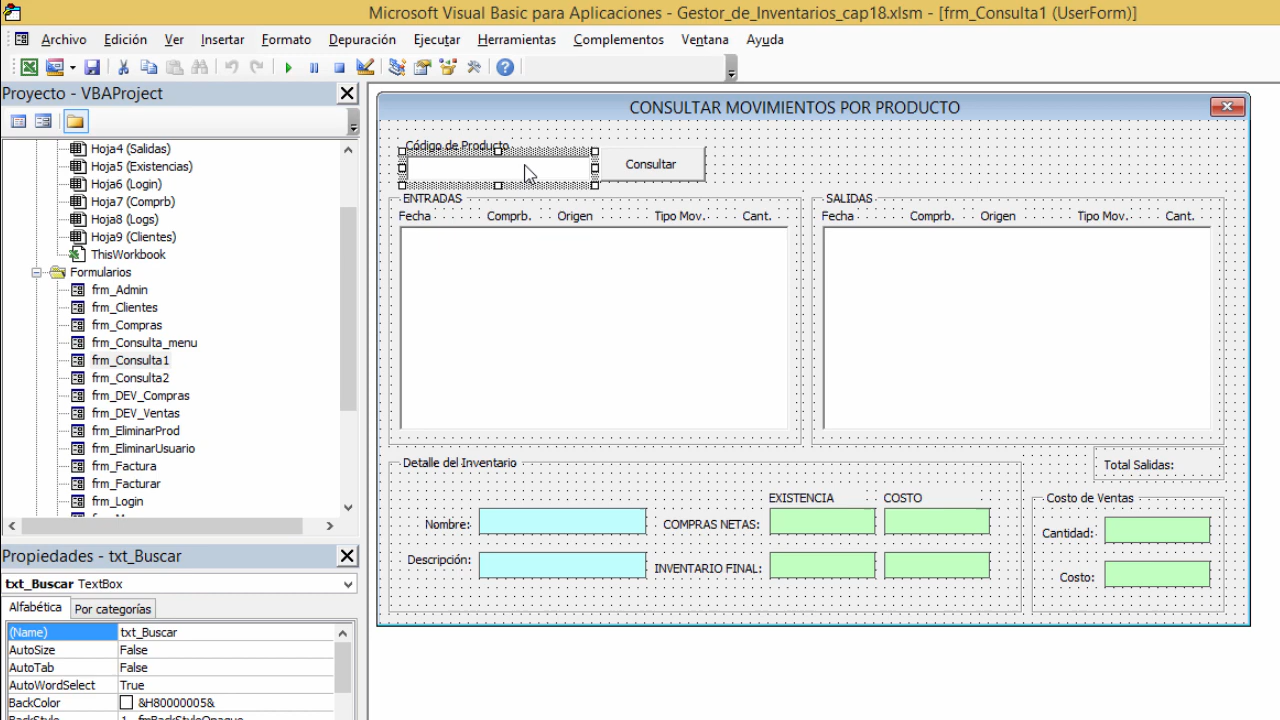 Microsoft Visual Basic para Aplicaciones - Gestor_de_Inventarios_cap18.xlsm - [frm_Consulta1 (UserForm)]
Archivo Edición Ver Insertar Formato Depuración Ejecutar Herramientas Complementos Ventana Ayuda
Proyecto - VBAProject
Hoja4 (Salidas)
Hoja5 (Existencias)
Hoja6 (Login)
Hoja7 (Comprb)
Hoja8 (Logs)
Hoja9 (Clientes)
ThisWorkbook
Formularios
frm_Admin
frm_Clientes
frm_Compras
frm_Consulta_menu
frm_Consulta1
frm_Consulta2
frm_DEV_Compras
frm_DEV_Ventas
frm_EliminarProd
frm_EliminarUsuario
frm_Factura
frm_Facturar
frm_Login
Propiedades - txt_Buscar
txt_Buscar TextBox
Alfabética Por categorías
(Name) txt_Buscar
AutoSize False
AutoTab False
AutoWordSelect True
BackColor &H80000005&
BackStyle 1 - fmBackStyleOpaque
CONSULTAR MOVIMIENTOS POR PRODUCTO
Código de Producto
Consultar
ENTRADAS
Fecha Comprb. Origen Tipo Mov. Cant.
SALIDAS
Fecha Comprb. Origen Tipo Mov. Cant.
Total Salidas:
Detalle del Inventario
EXISTENCIA COSTO
Nombre: COMPRAS NETAS:
Descripción: INVENTARIO FINAL:
Costo de Ventas
Cantidad:
Costo: